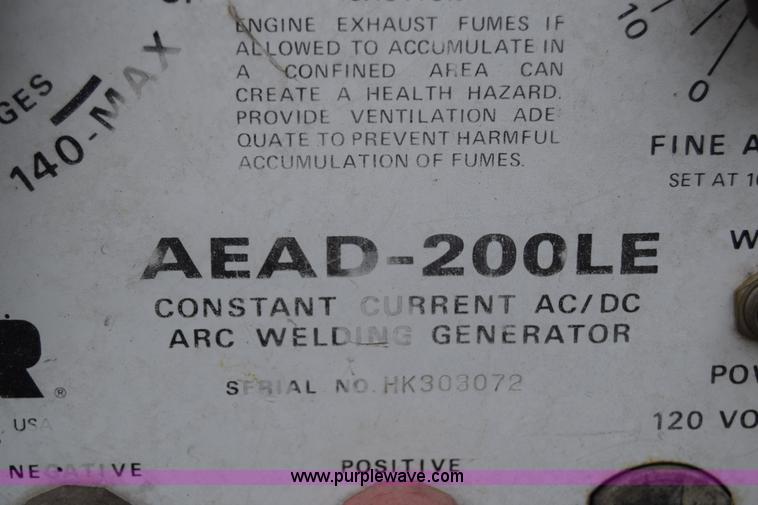 ENGINE EXHAUST FUMES IF
ALLOWED TO ACCUMULATE IN
A CONFINED AREA CAN
CREATE A HEALTH HAZARD.
PROVIDE VENTILATION ADE
QUATE TO PREVENT HARMFUL
ACCUMULATION OF FUMES.
GES
140-MAX
10
0
FINE A
SET AT 10
W
AEAD-200LE
CONSTANT CURRENT AC/DC
ARC WELDING GENERATOR
SERIAL NO. HK303072
R ®
USA
POW
120 VO
NEGATIVE
POSITIVE
www.purplewave.com